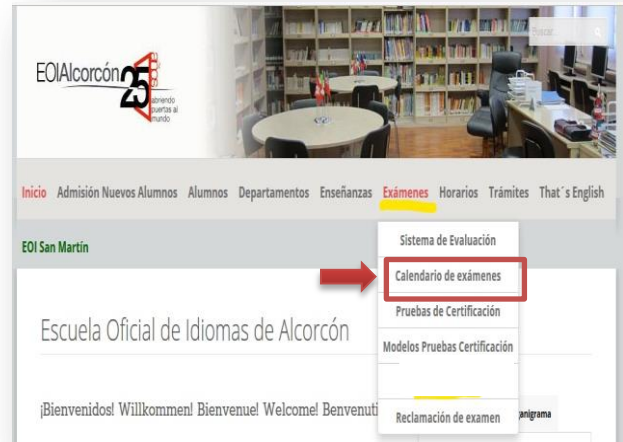 Buscar...
EOIAlcorcón
25
años
abriendo
puertas al
mundo
Inicio Admisión Nuevos Alumnos Alumnos Departamentos Enseñanzas Exámenes Horarios Trámites That´s English
EOI San Martín
Sistema de Evaluación
Calendario de exámenes
Pruebas de Certificación
Modelos Pruebas Certificación
Reclamación de examen
Escuela Oficial de Idiomas de Alcorcón
¡Bienvenidos! Willkommen! Bienvenue! Welcome! Benvenuti